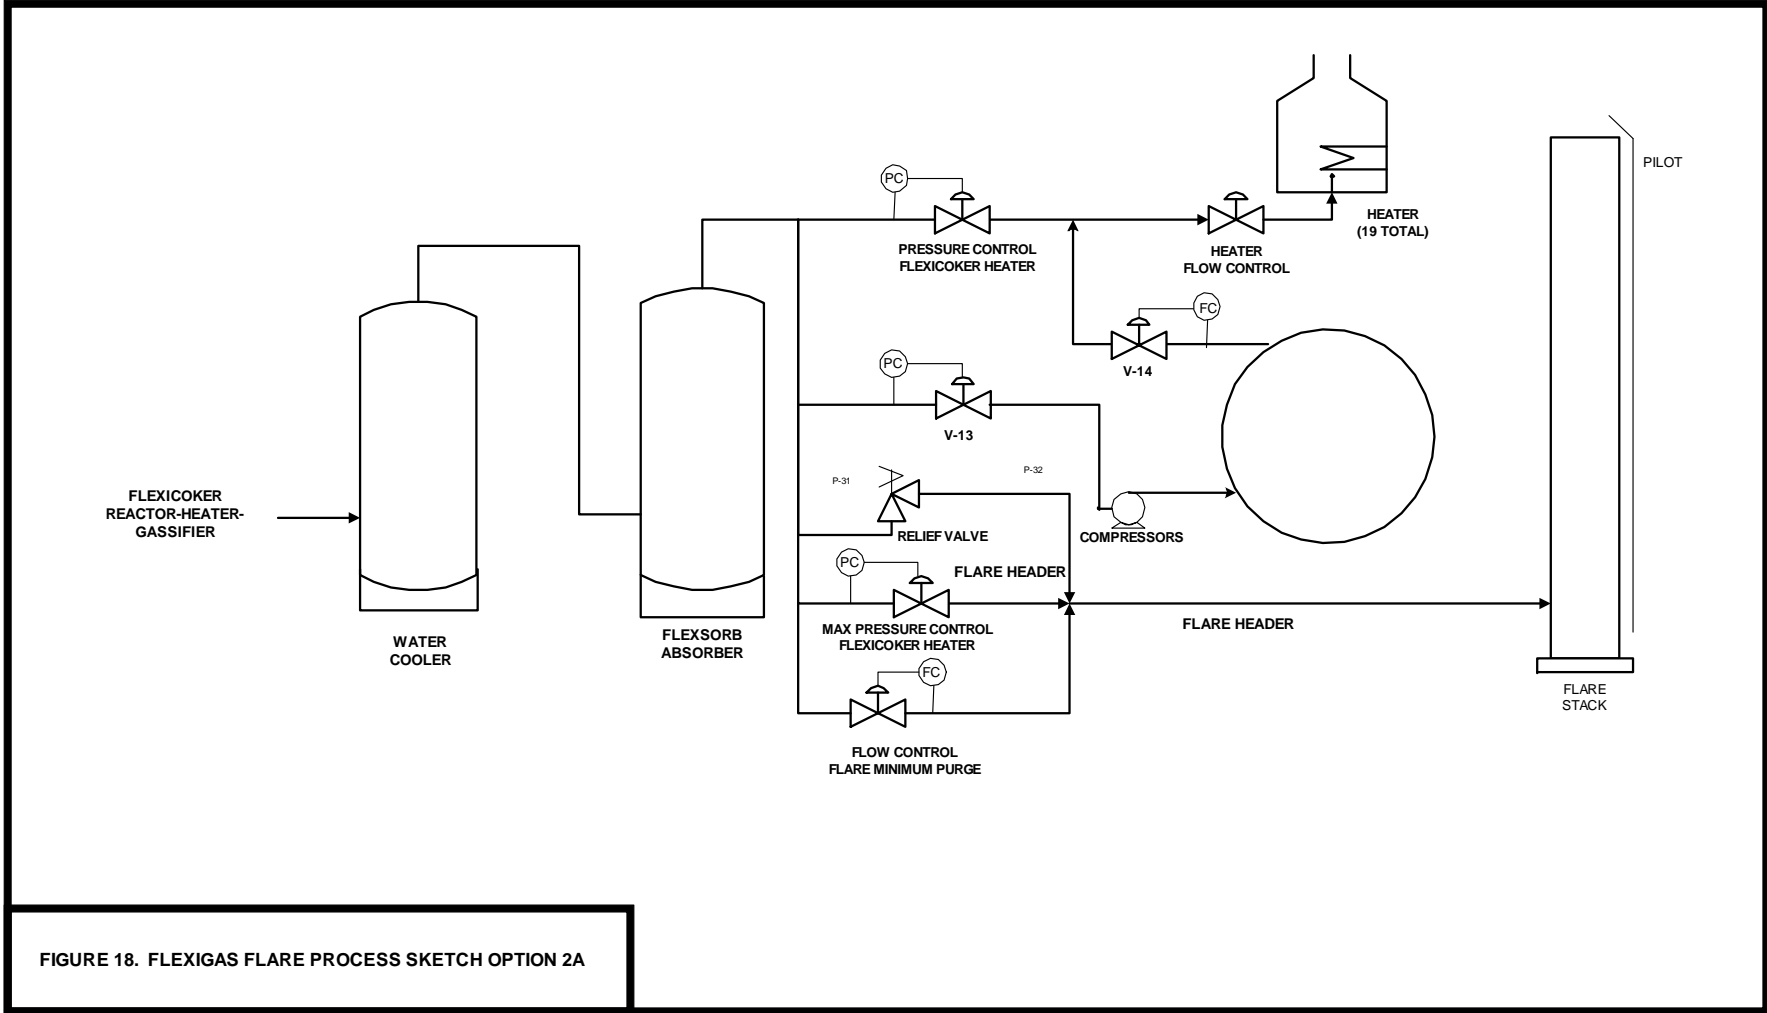 PILOT
PC
HEATER
(19 TOTAL)
PRESSURE CONTROL
FLEXICOKER HEATER
HEATER
FLOW CONTROL
FC
PC
V-14
V-13
P-31
P-32
FLEXICOKER
REACTOR-HEATER-
GASSIFIER
RELIEF VALVE
COMPRESSORS
PC
FLARE HEADER
MAX PRESSURE CONTROL
FLEXICOKER HEATER
FLARE HEADER
WATER
COOLER
FLEXSORB
ABSORBER
FC
FLARE
STACK
FLOW CONTROL
FLARE MINIMUM PURGE
FIGURE 18. FLEXIGAS FLARE PROCESS SKETCH OPTION 2A